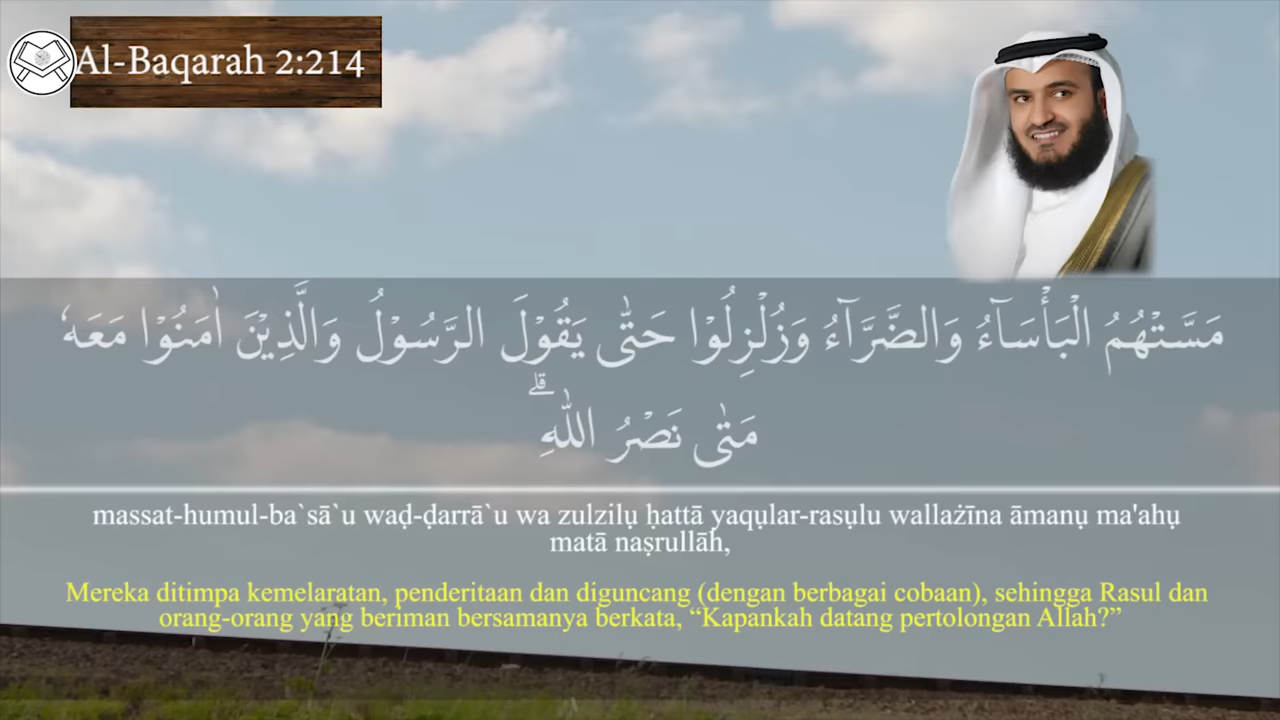 Al-Baqarah 2:214
مَسَّتْهُمُ الْبَأْسَاۤءُ وَالضَّرَّاۤءُ وَزُلْزِلُوْا حَتّٰى يَقُوْلَ الرَّسُوْلُ وَالَّذِيْنَ اٰمَنُوْا مَعَهٗ
مَتٰى نَصْرُ اللّٰهِ ۗ
massat-humul-ba`sā`u waḍ-ḍarrā`u wa zulzilụ ḥattā yaqụlar-rasụlu wallażīna āmanụ ma'ahụ
matā naṣrullāh,
Mereka ditimpa kemelaratan, penderitaan dan diguncang (dengan berbagai cobaan), sehingga Rasul dan
orang-orang yang beriman bersamanya berkata, “Kapankah datang pertolongan Allah?”